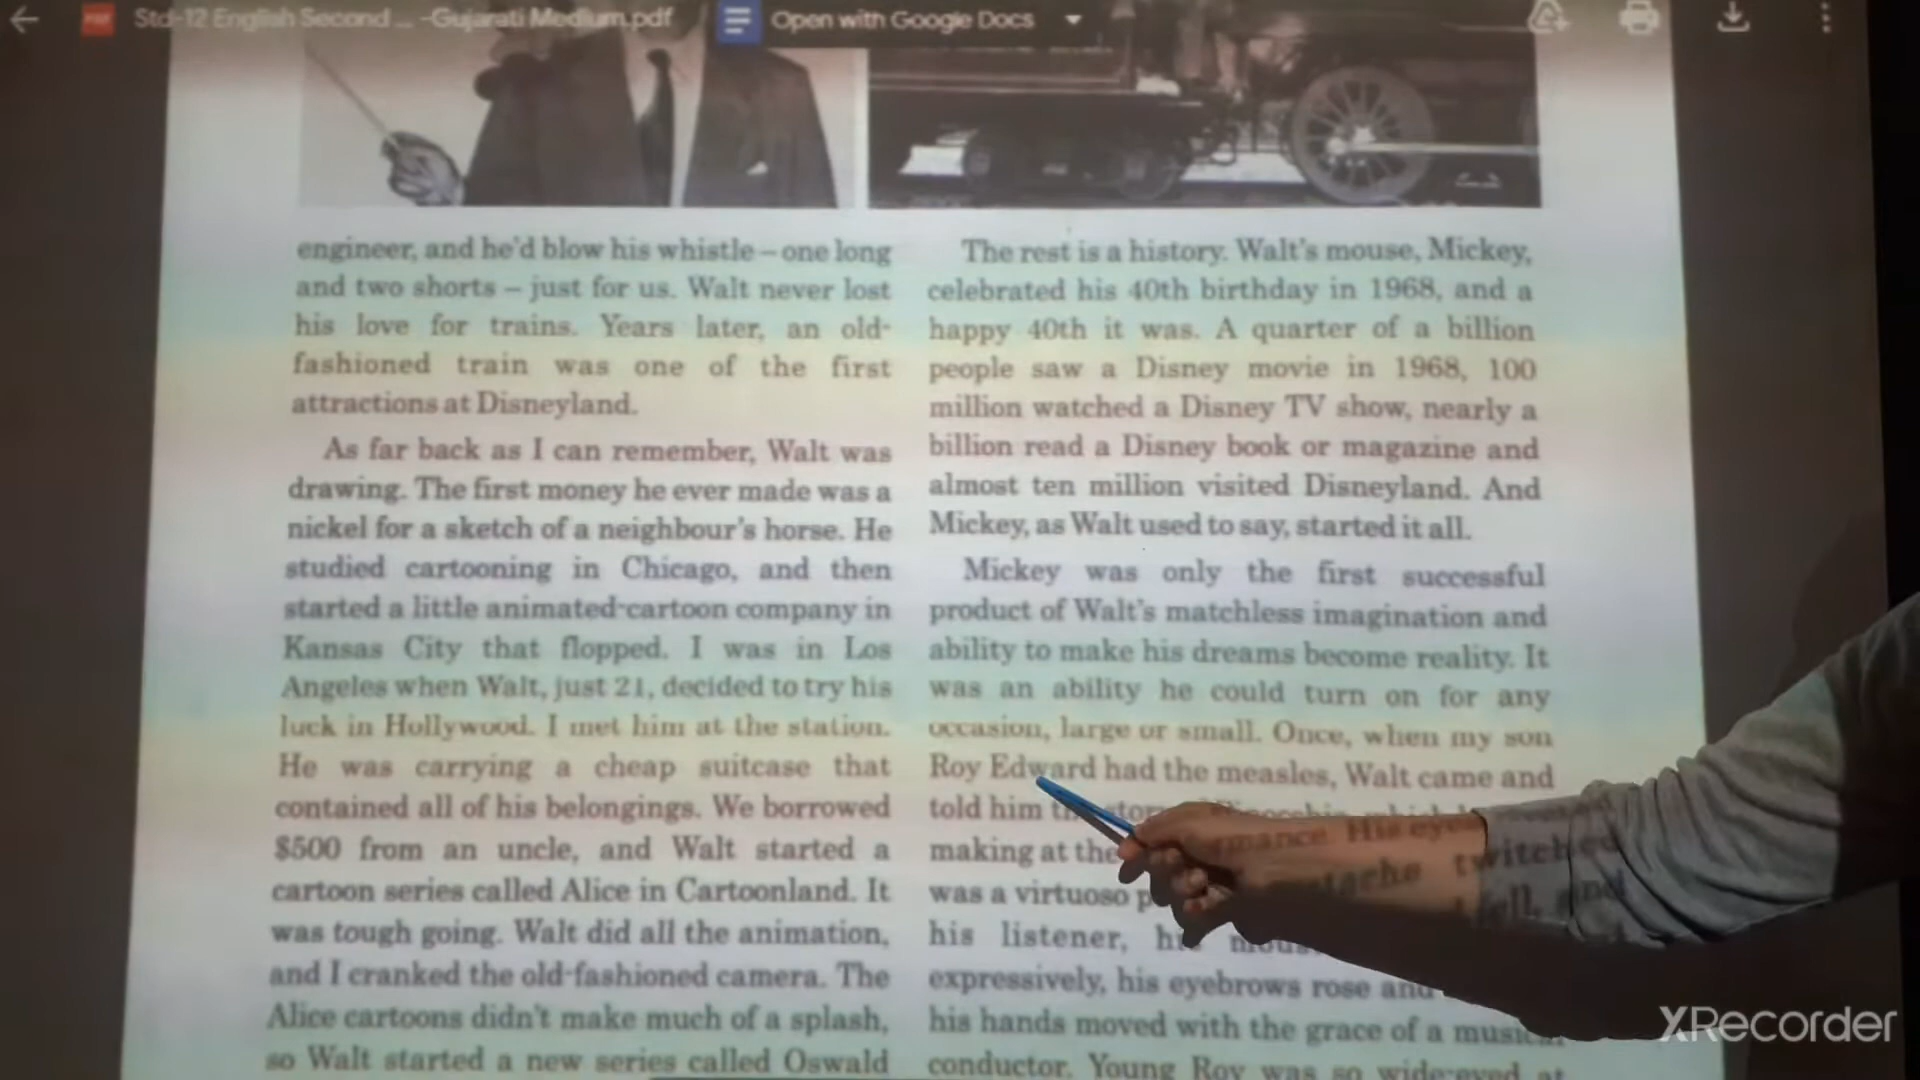 Std-12 English Second ... -Gujarati Medium.pdf
Open with Google Docs
engineer, and he'd blow his whistle – one long
and two shorts – just for us. Walt never lost
his love for trains. Years later, an old-
fashioned train was one of the first
attractions at Disneyland.
As far back as I can remember, Walt was
drawing. The first money he ever made was a
nickel for a sketch of a neighbour's horse. He
studied cartooning in Chicago, and then
started a little animated-cartoon company in
Kansas City that flopped. I was in Los
Angeles when Walt, just 21, decided to try his
luck in Hollywood. I met him at the station.
He was carrying a cheap suitcase that
contained all of his belongings. We borrowed
$500 from an uncle, and Walt started a
cartoon series called Alice in Cartoonland. It
was tough going. Walt did all the animation,
and I cranked the old-fashioned camera. The
Alice cartoons didn't make much of a splash,
so Walt started a new series called Oswald
The rest is a history. Walt's mouse, Mickey,
celebrated his 40th birthday in 1968, and a
happy 40th it was. A quarter of a billion
people saw a Disney movie in 1968, 100
million watched a Disney TV show, nearly a
billion read a Disney book or magazine and
almost ten million visited Disneyland. And
Mickey, as Walt used to say, started it all.
Mickey was only the first successful
product of Walt's matchless imagination and
ability to make his dreams become reality. It
was an ability he could turn on for any
occasion, large or small. Once, when my son
Roy Edward had the measles, Walt came and
told him
making at the
was a virtuoso His eyes
his listener, twitched
expressively, his eyebrows rose and
his hands moved with the grace of a musical
conductor. Young Roy was so wide-eyed at
XRecorder